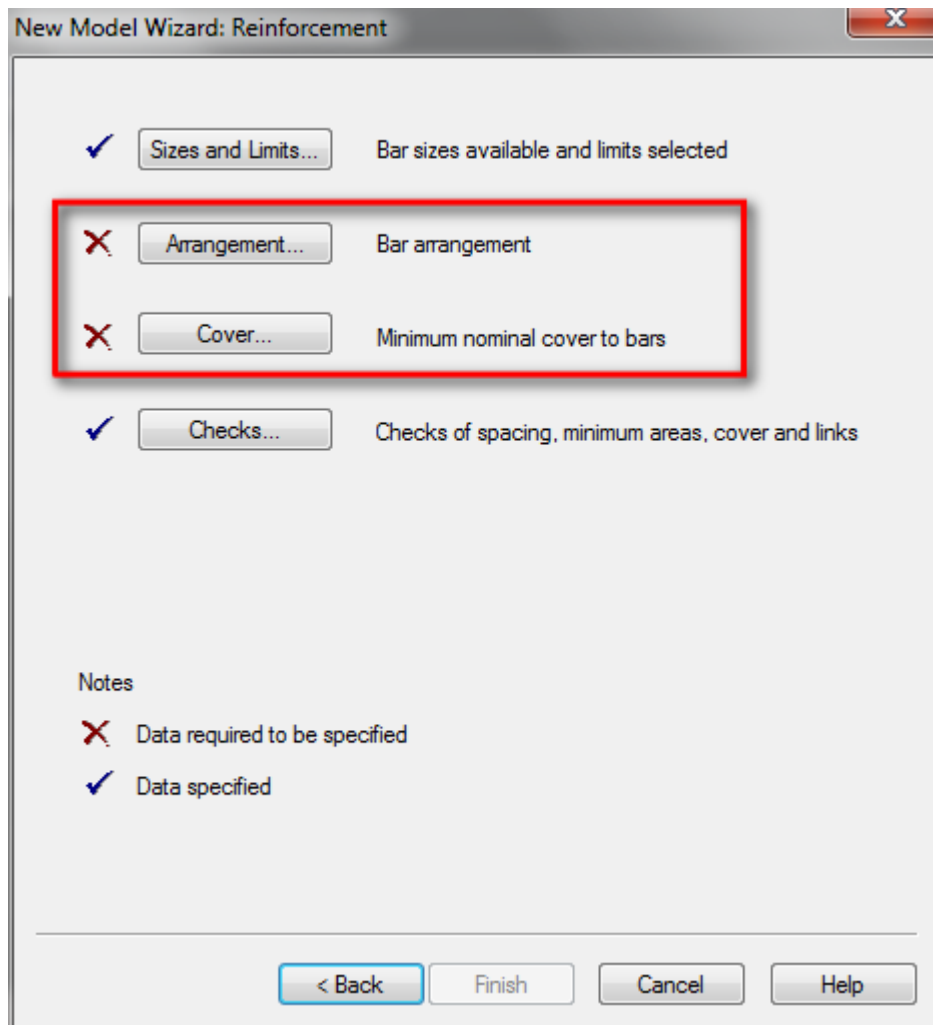 New Model Wizard: Reinforcement
Sizes and Limits... Bar sizes available and limits selected
Arrangement... Bar arrangement
Cover... Minimum nominal cover to bars
Checks... Checks of spacing, minimum areas, cover and links
Notes
Data required to be specified
Data specified
< Back Finish Cancel Help